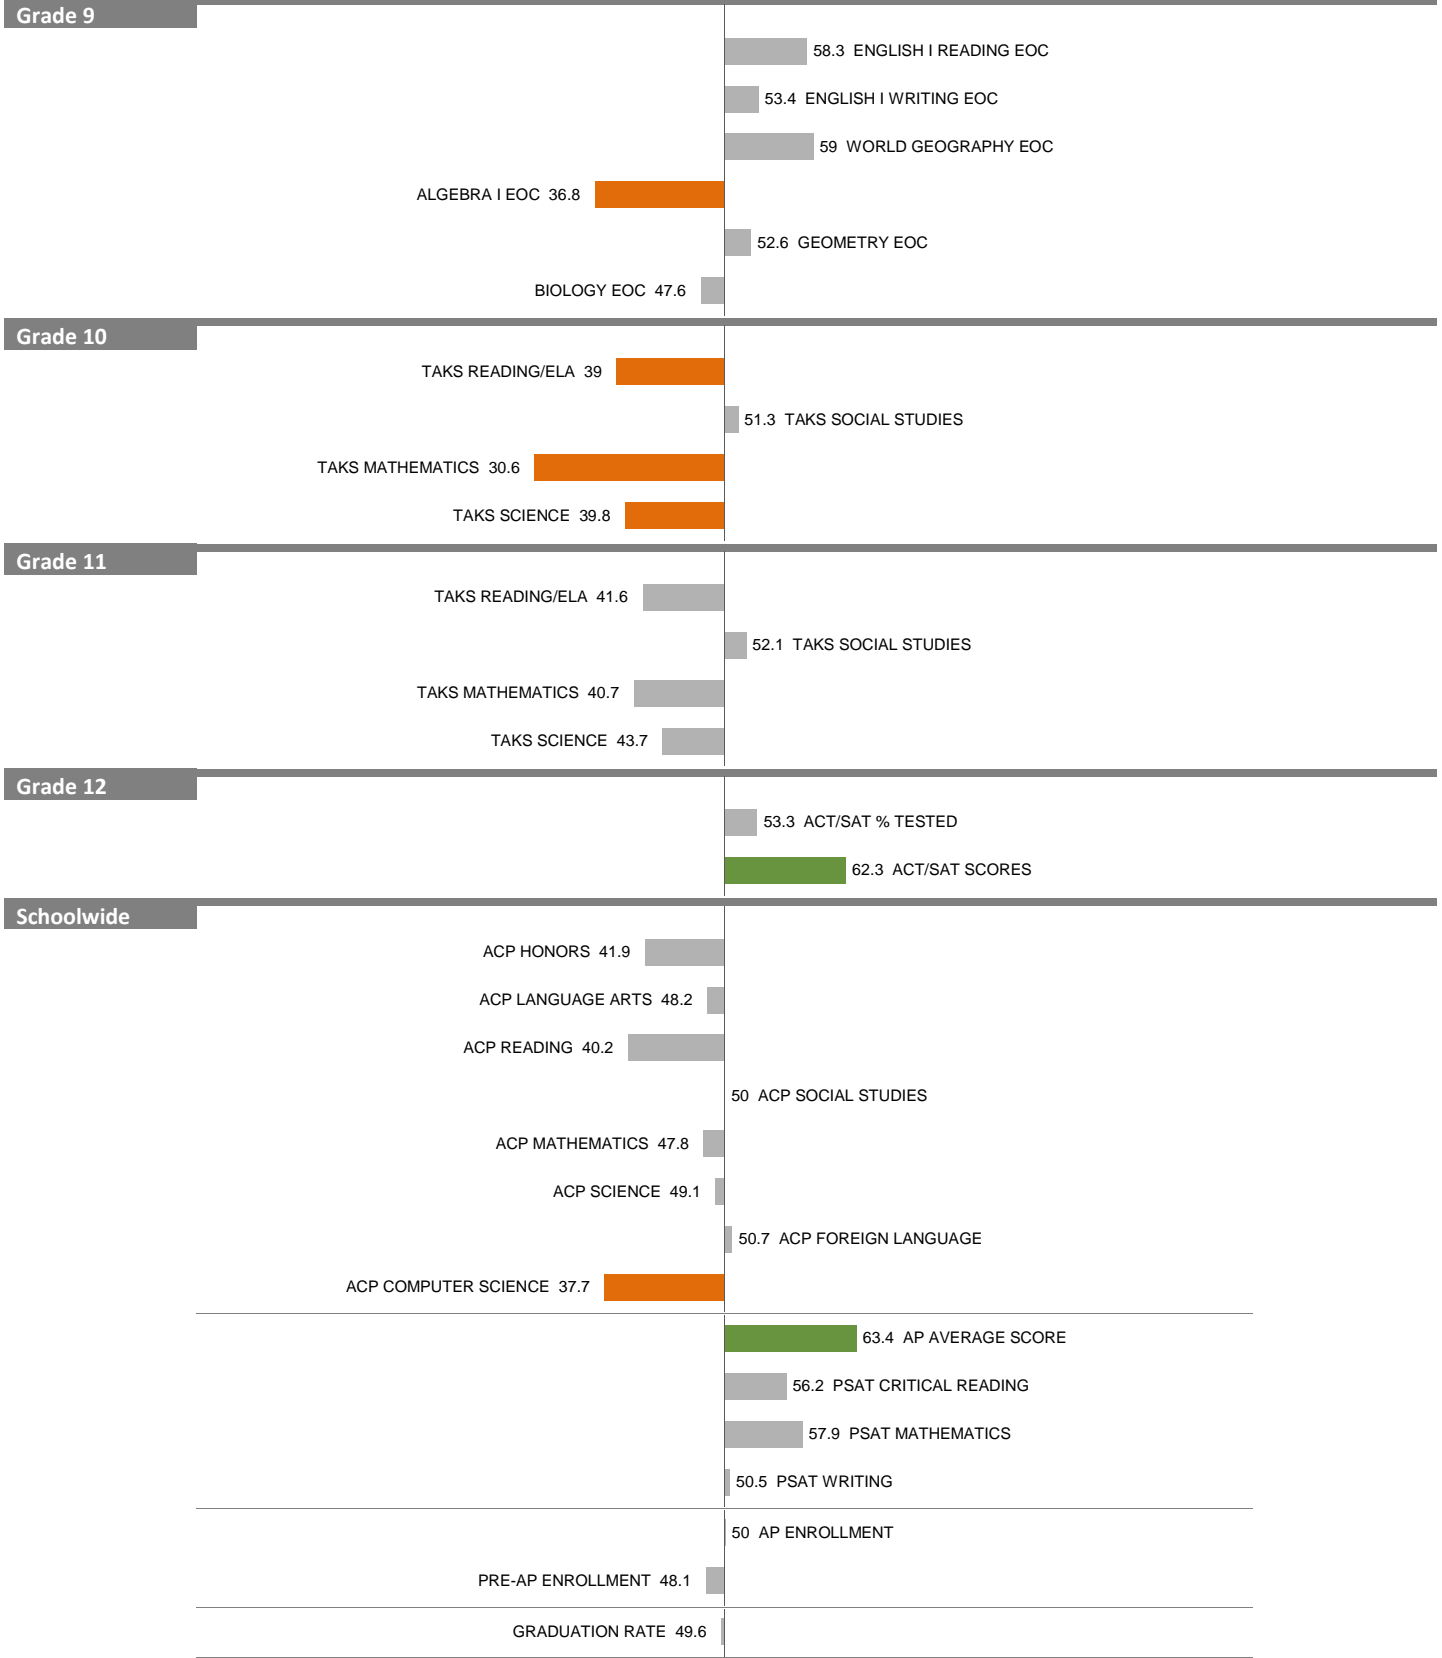 Grade 9
58.3 ENGLISH I READING EOC
53.4 ENGLISH I WRITING EOC
59 WORLD GEOGRAPHY EOC
ALGEBRA I EOC 36.8
52.6 GEOMETRY EOC
BIOLOGY EOC 47.6
Grade 10
TAKS READING/ELA 39
51.3 TAKS SOCIAL STUDIES
TAKS MATHEMATICS 30.6
TAKS SCIENCE 39.8
Grade 11
TAKS READING/ELA 41.6
52.1 TAKS SOCIAL STUDIES
TAKS MATHEMATICS 40.7
TAKS SCIENCE 43.7
Grade 12
53.3 ACT/SAT % TESTED
62.3 ACT/SAT SCORES
Schoolwide
ACP HONORS 41.9
ACP LANGUAGE ARTS 48.2
ACP READING 40.2
50 ACP SOCIAL STUDIES
ACP MATHEMATICS 47.8
ACP SCIENCE 49.1
50.7 ACP FOREIGN LANGUAGE
ACP COMPUTER SCIENCE 37.7
63.4 AP AVERAGE SCORE
56.2 PSAT CRITICAL READING
57.9 PSAT MATHEMATICS
50.5 PSAT WRITING
50 AP ENROLLMENT
PRE-AP ENROLLMENT 48.1
GRADUATION RATE 49.6